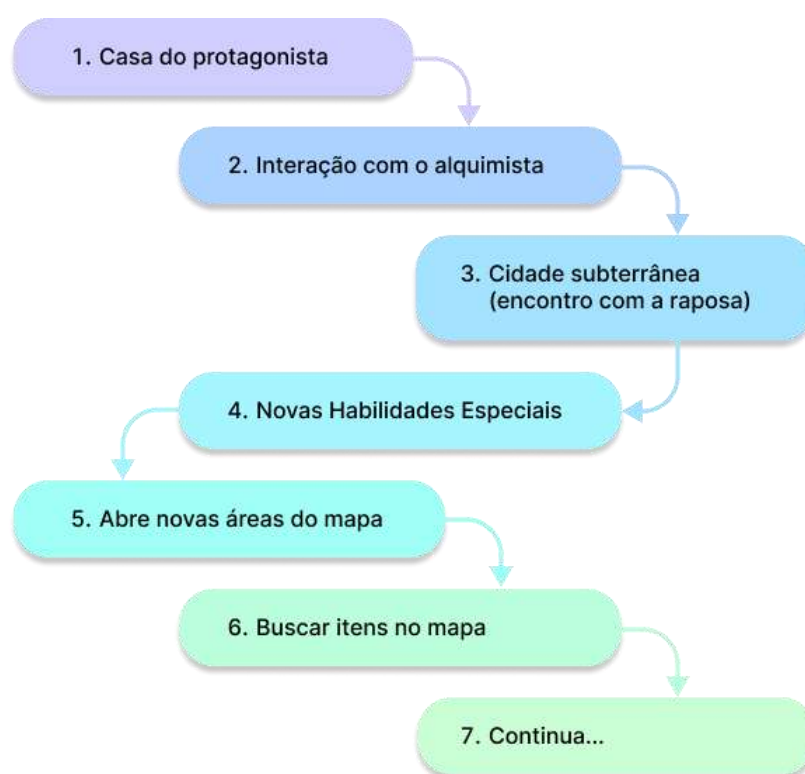 1. Casa do protagonista
2. Interação com o alquimista
3. Cidade subterrânea
(encontro com a raposa)
4. Novas Habilidades Especiais
5. Abre novas áreas do mapa
6. Buscar itens no mapa
7. Continua...